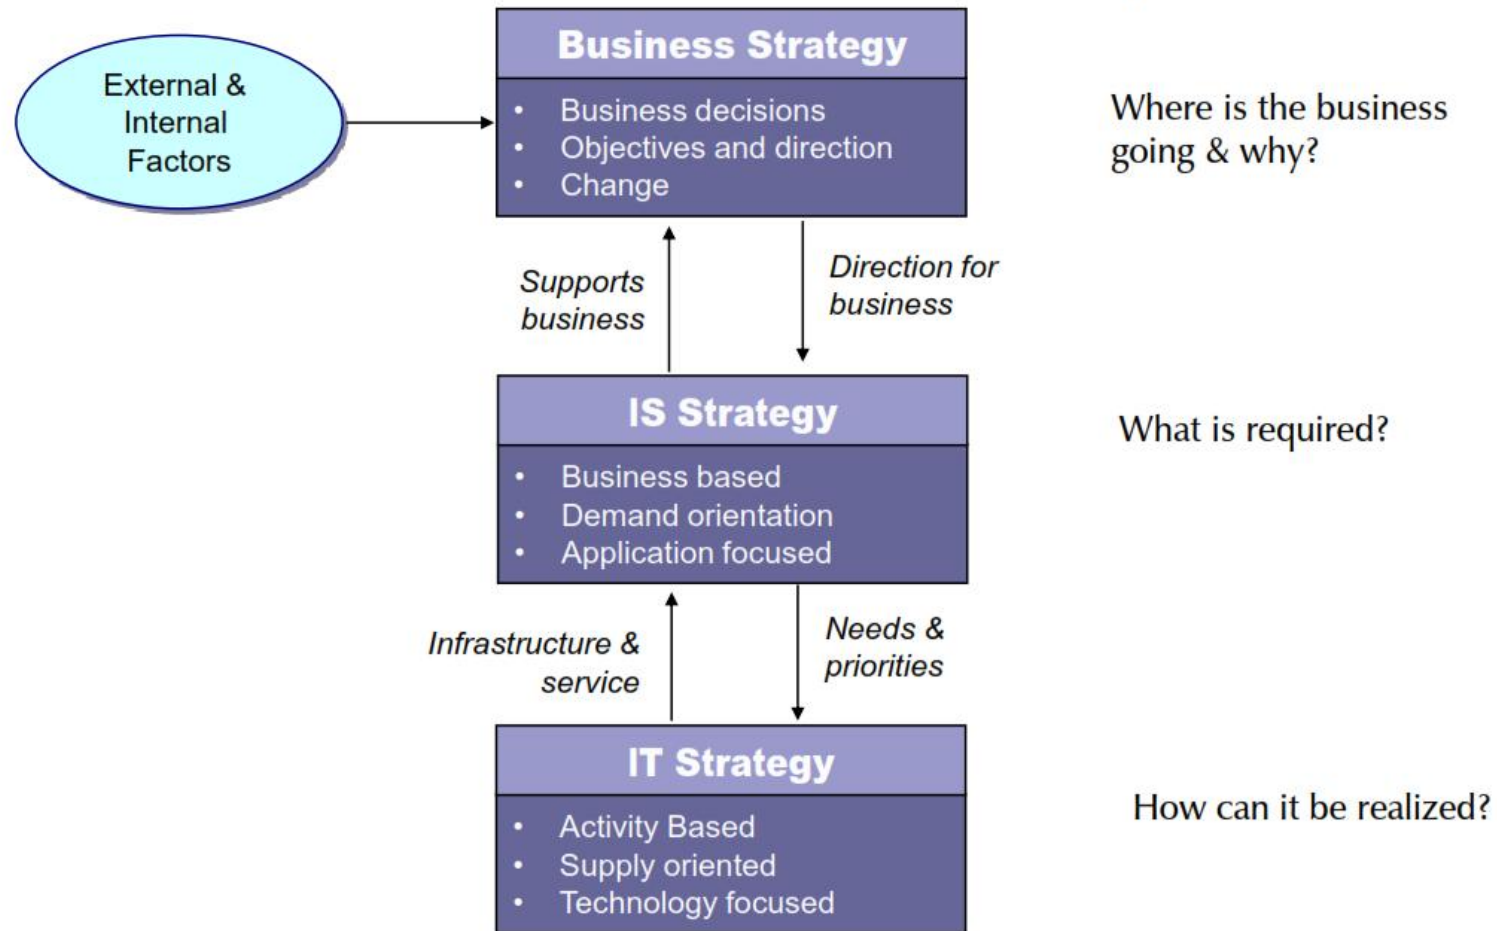 Business Strategy
External &
Internal
Factors
• Business decisions
• Objectives and direction
• Change
Where is the business
going & why?
Supports
business
Direction for
business
IS Strategy
• Business based
• Demand orientation
• Application focused
What is required?
Infrastructure &
service
Needs &
priorities
IT Strategy
• Activity Based
• Supply oriented
• Technology focused
How can it be realized?